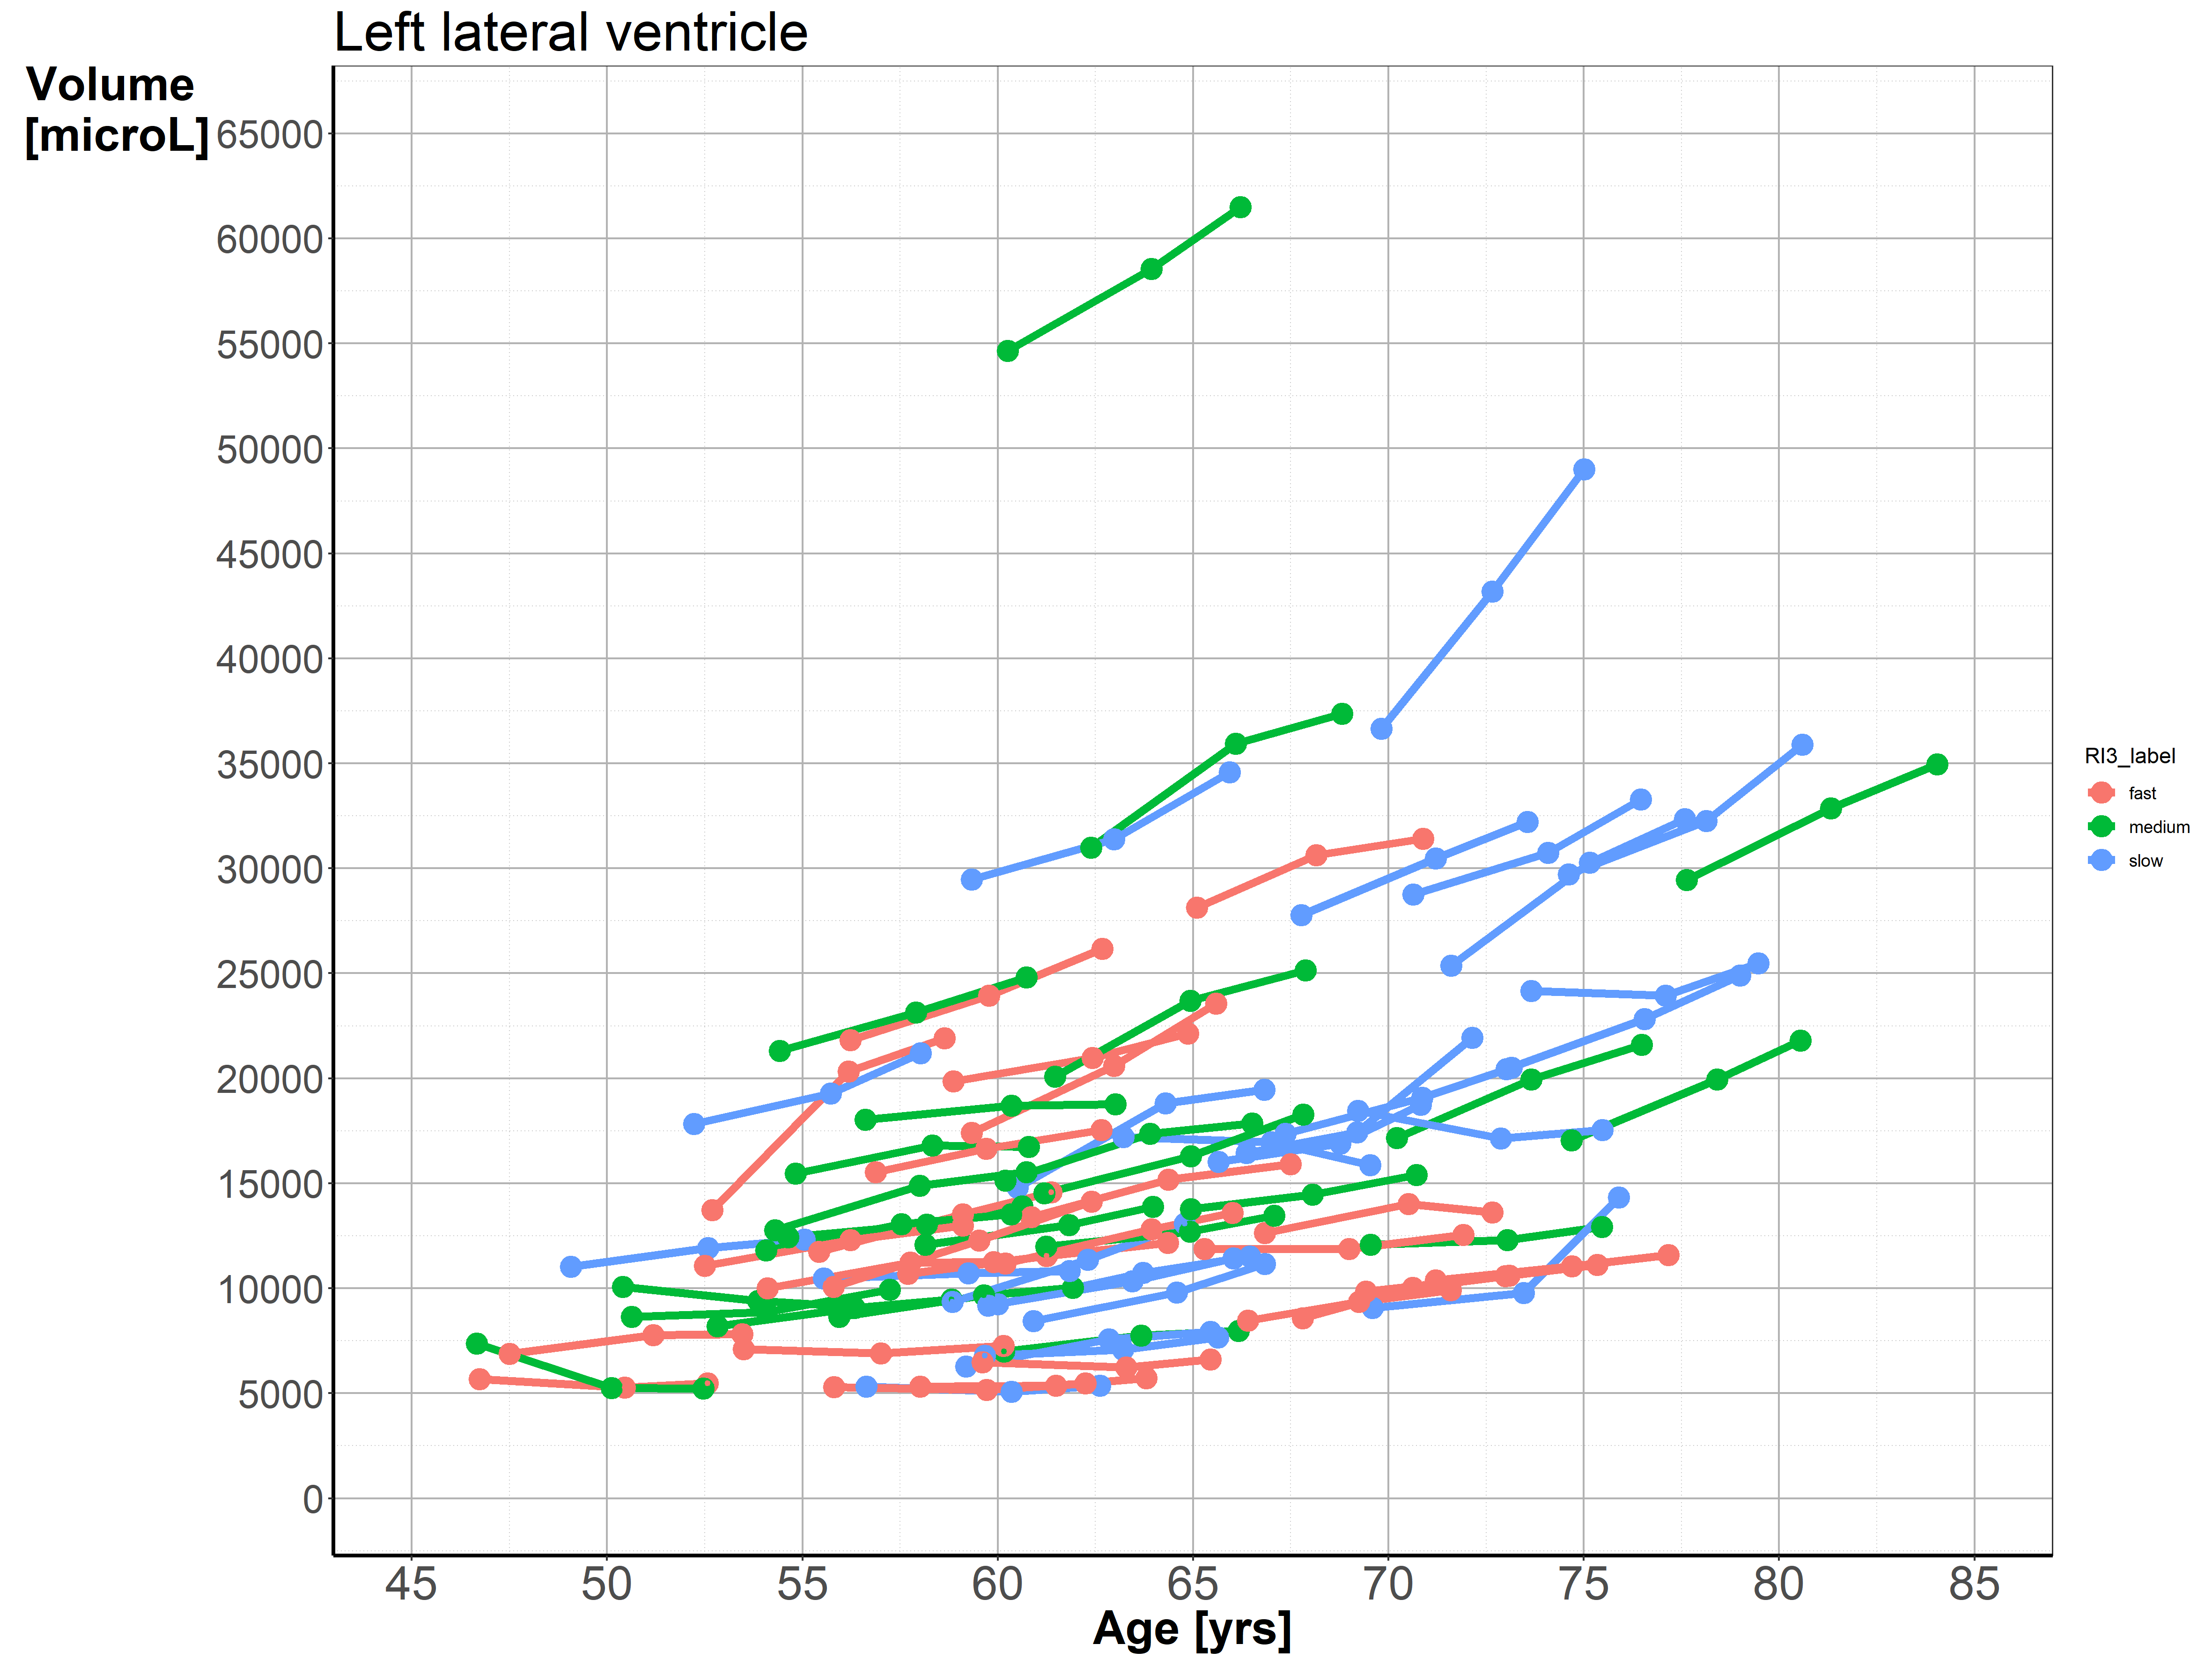 Left lateral ventricle
Volume
[microL]
65000
60000
55000
50000
45000
40000
35000
30000
25000
20000
15000
10000
5000
0
45 50 55 60 65 70 75 80 85
Age [yrs]
RI3_label
fast
medium
slow